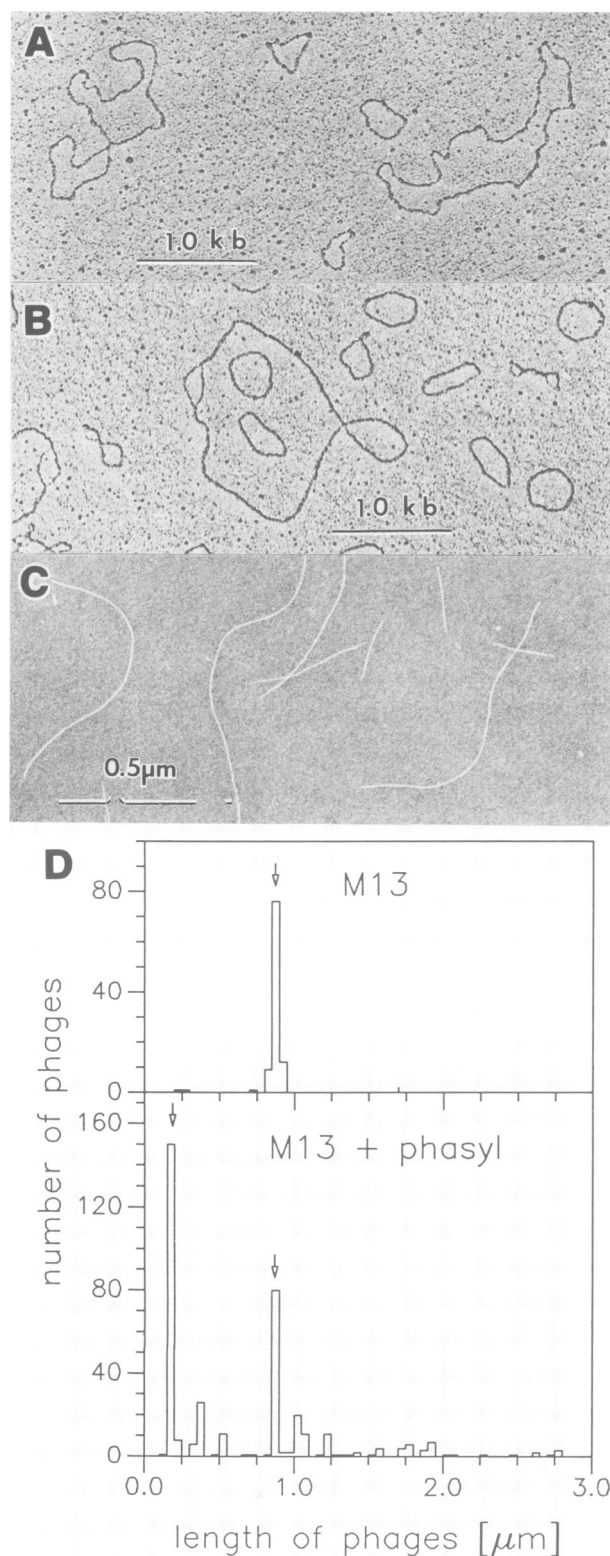 A
1.0 kb
B
1.0 kb
C
0.5μm
D
M13
80
40
0
number of phages
M13 + phasyl
160
120
80
40
0
0.0 1.0 2.0 3.0
length of phages [μm]